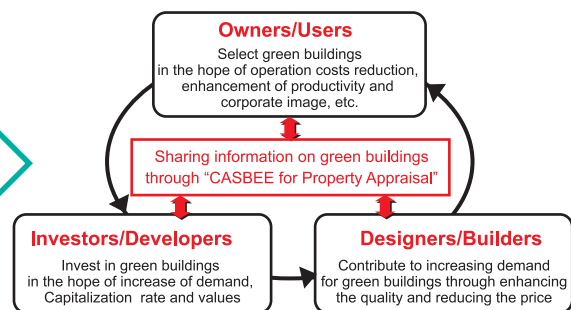 Owners/Users
Select green buildings
in the hope of operation costs reduction,
enhancement of productivity and
corporate image, etc.
Sharing information on green buildings
through “CASBEE for Property Appraisal”
Investors/Developers
Invest in green buildings
in the hope of increase of demand,
Capitalization rate and values
Designers/Builders
Contribute to increasing demand
for green buildings through enhancing
the quality and reducing the price